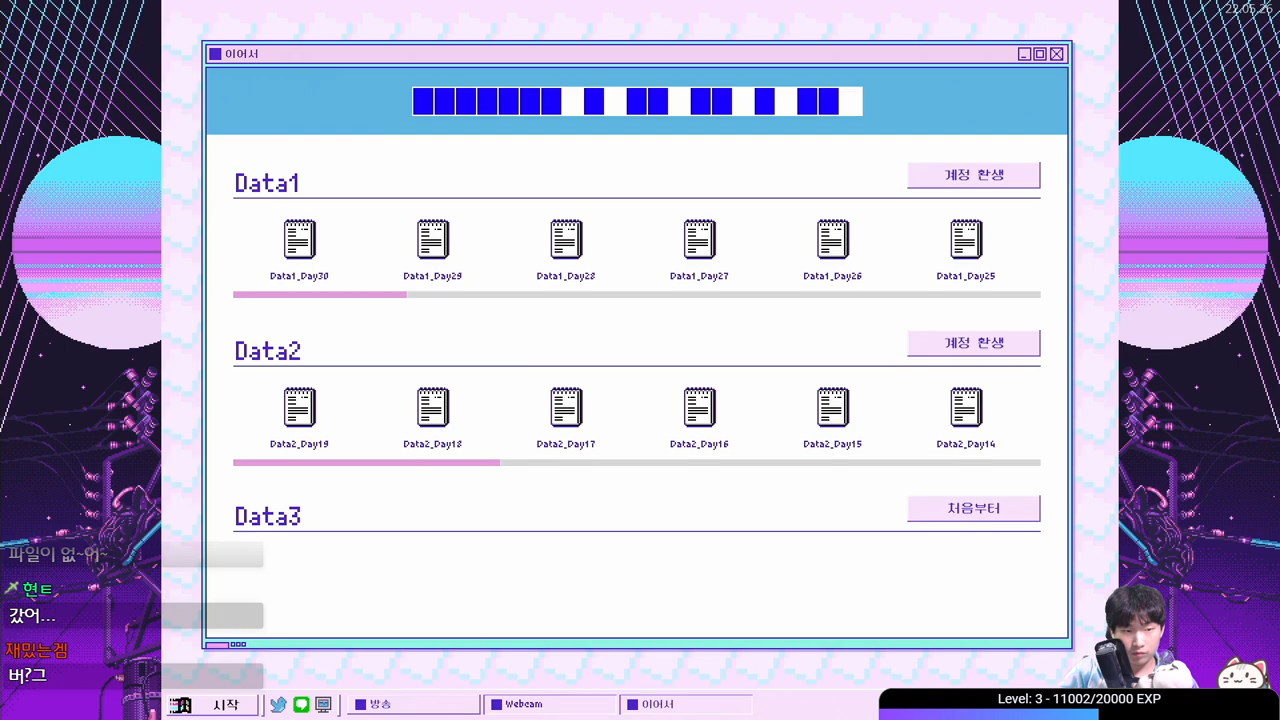 22.05.26
이어서
Data1
계정 환생
Data1_Day30
Data1_Day29
Data1_Day28
Data1_Day27
Data1_Day26
Data1_Day25
Data2
계정 환생
Data2_Day19
Data2_Day18
Data2_Day17
Data2_Day16
Data2_Day15
Data2_Day14
Data3
처음부터
파일이 없~어~
현트
갔어...
재밌는겜
버?그
시작
방송
Webcam
이어서
Level: 3 - 11002/20000 EXP